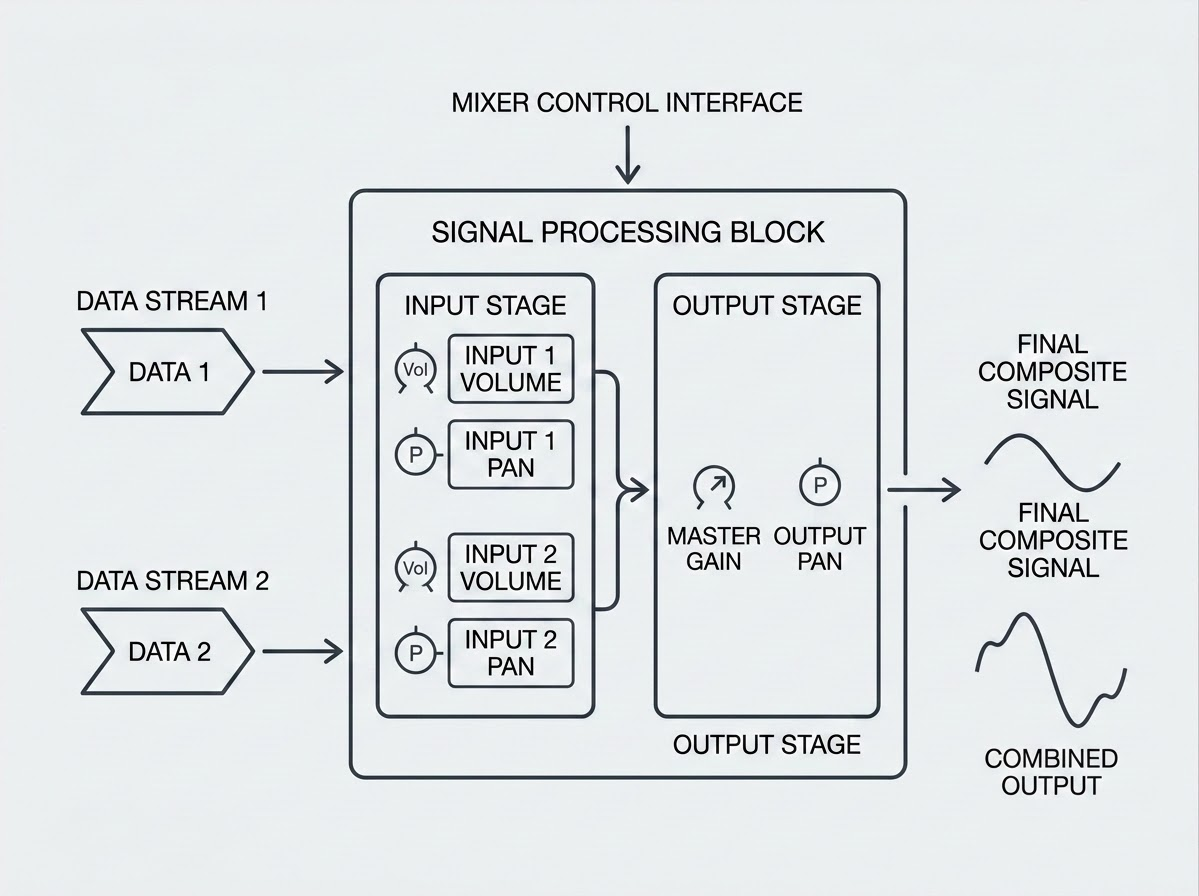 MIXER CONTROL INTERFACE
SIGNAL PROCESSING BLOCK
DATA STREAM 1
DATA 1
DATA STREAM 2
DATA 2
INPUT STAGE
Vol
INPUT 1
VOLUME
P
INPUT 1
PAN
Vol
INPUT 2
VOLUME
P
INPUT 2
PAN
OUTPUT STAGE
MASTER
GAIN
P
OUTPUT
PAN
OUTPUT STAGE
FINAL
COMPOSITE
SIGNAL
FINAL
COMPOSITE
SIGNAL
COMBINED
OUTPUT